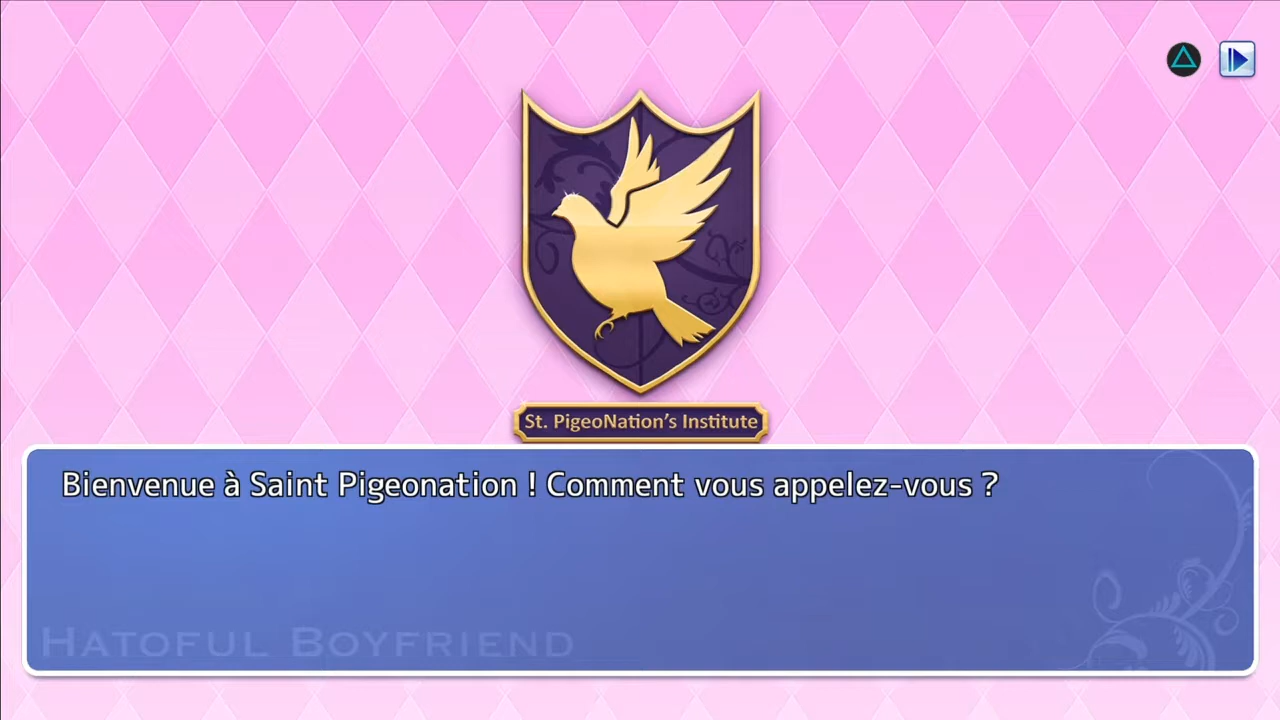 St. PigeoNation's Institute
Bienvenue à Saint Pigeonation ! Comment vous appelez-vous ?
HATOFUL BOYFRIEND